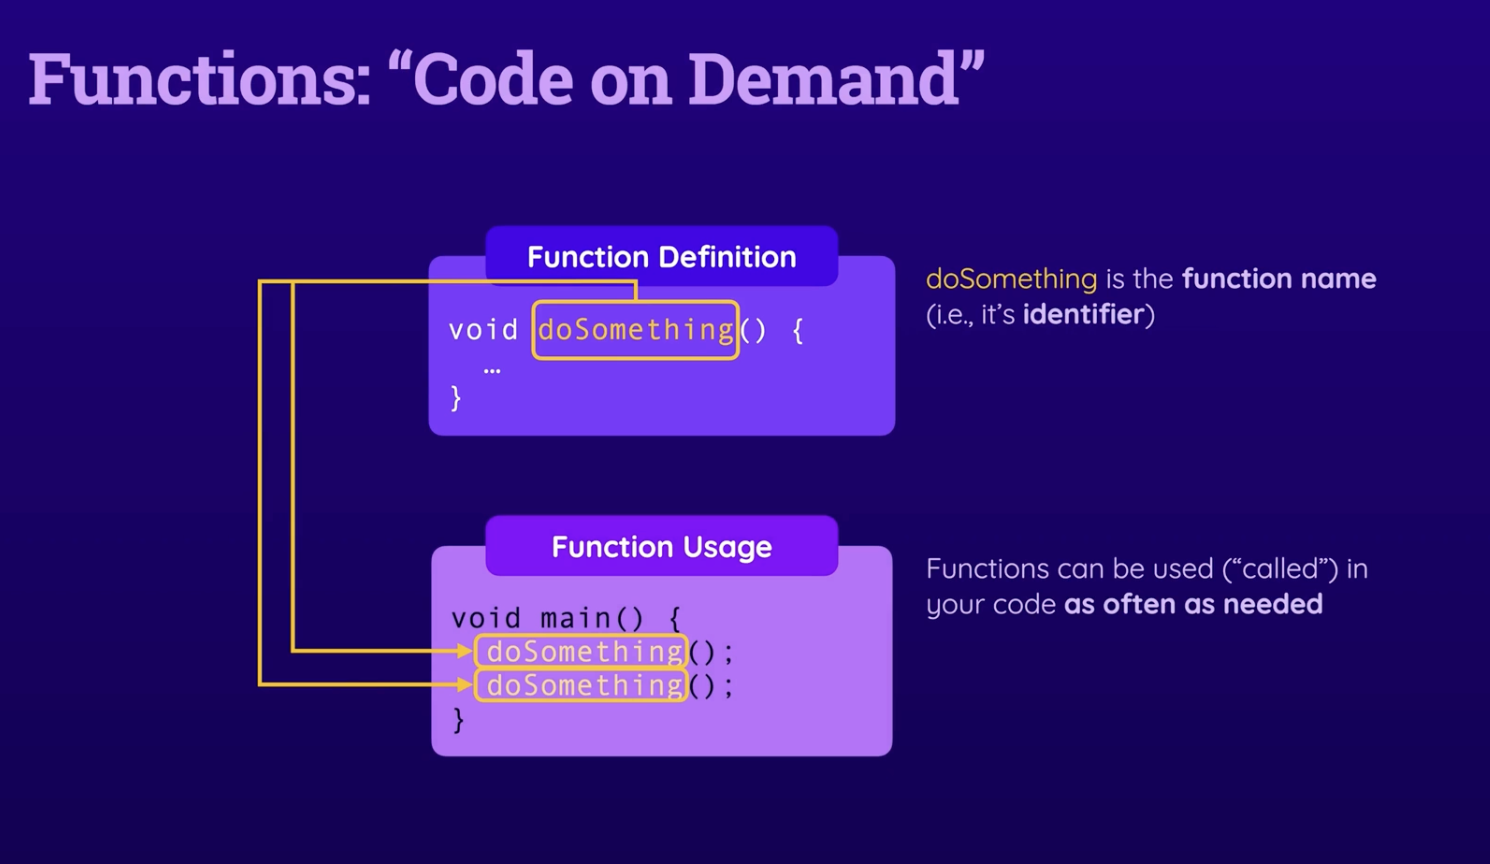 Functions: “Code on Demand”
Function Definition
void doSomething() {
…
}
doSomething is the function name
(i.e., it’s identifier)
Function Usage
void main() {
doSomething();
doSomething();
}
Functions can be used (“called”) in
your code as often as needed